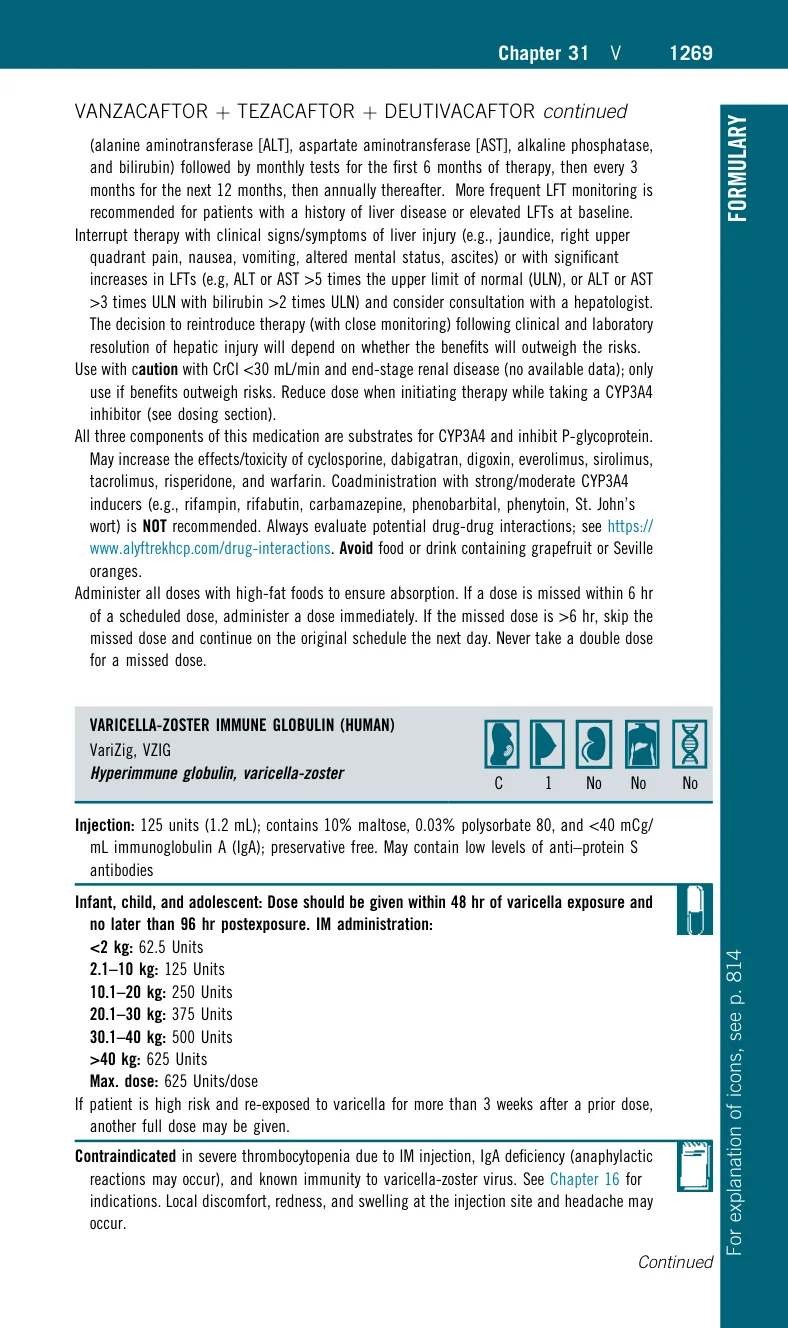 Chapter 31 V 1269
VANZACAFTOR + TEZACAFTOR + DEUTIVACAFTOR continued
(alanine aminotransferase [ALT], aspartate aminotransferase [AST], alkaline phosphatase,
and bilirubin) followed by monthly tests for the first 6 months of therapy, then every 3
months for the next 12 months, then annually thereafter. More frequent LFT monitoring is
recommended for patients with a history of liver disease or elevated LFTs at baseline.
Interrupt therapy with clinical signs/symptoms of liver injury (e.g., jaundice, right upper
quadrant pain, nausea, vomiting, altered mental status, ascites) or with significant
increases in LFTs (e.g, ALT or AST >5 times the upper limit of normal (ULN), or ALT or AST
>3 times ULN with bilirubin >2 times ULN) and consider consultation with a hepatologist.
The decision to reintroduce therapy (with close monitoring) following clinical and laboratory
resolution of hepatic injury will depend on whether the benefits will outweigh the risks.
Use with caution with CrCl <30 mL/min and end-stage renal disease (no available data); only
use if benefits outweigh risks. Reduce dose when initiating therapy while taking a CYP3A4
inhibitor (see dosing section).
All three components of this medication are substrates for CYP3A4 and inhibit P-glycoprotein.
May increase the effects/toxicity of cyclosporine, dabigatran, digoxin, everolimus, sirolimus,
tacrolimus, risperidone, and warfarin. Coadministration with strong/moderate CYP3A4
inducers (e.g., rifampin, rifabutin, carbamazepine, phenobarbital, phenytoin, St. John's
wort) is NOT recommended. Always evaluate potential drug-drug interactions; see https://
www.alyftrekhcp.com/drug-interactions. Avoid food or drink containing grapefruit or Seville
oranges.
Administer all doses with high-fat foods to ensure absorption. If a dose is missed within 6 hr
of a scheduled dose, administer a dose immediately. If the missed dose is >6 hr, skip the
missed dose and continue on the original schedule the next day. Never take a double dose
for a missed dose.
VARICELLA-ZOSTER IMMUNE GLOBULIN (HUMAN)
VariZig, VZIG
Hyperimmune globulin, varicella-zoster
C 1 No No No
Injection: 125 units (1.2 mL); contains 10% maltose, 0.03% polysorbate 80, and <40 mCg/
mL immunoglobulin A (IgA); preservative free. May contain low levels of anti–protein S
antibodies
Infant, child, and adolescent: Dose should be given within 48 hr of varicella exposure and
no later than 96 hr postexposure. IM administration:
<2 kg: 62.5 Units
2.1–10 kg: 125 Units
10.1–20 kg: 250 Units
20.1–30 kg: 375 Units
30.1–40 kg: 500 Units
>40 kg: 625 Units
Max. dose: 625 Units/dose
If patient is high risk and re-exposed to varicella for more than 3 weeks after a prior dose,
another full dose may be given.
Contraindicated in severe thrombocytopenia due to IM injection, IgA deficiency (anaphylactic
reactions may occur), and known immunity to varicella-zoster virus. See Chapter 16 for
indications. Local discomfort, redness, and swelling at the injection site and headache may
occur.
Continued
FORMULARY
For explanation of icons, see p. 814